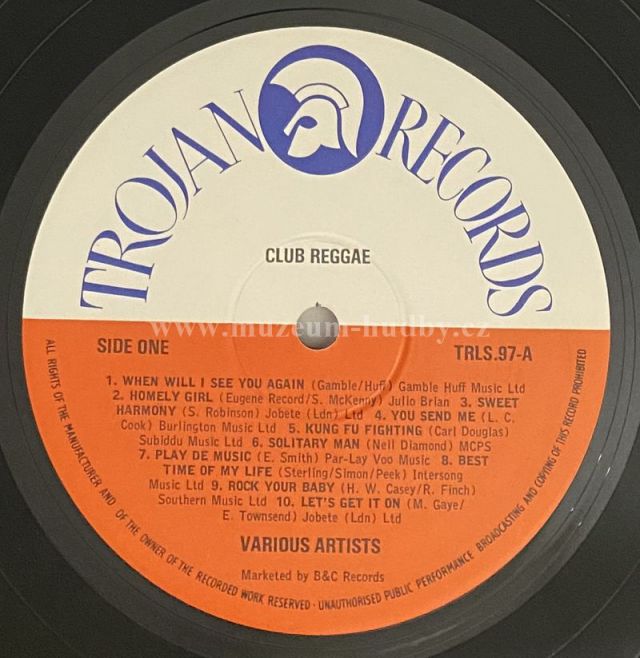 TROJAN RECORDS
CLUB REGGAE
www.muzeum-hudby.cz
SIDE ONE TRLS.97-A
1. WHEN WILL I SEE YOU AGAIN (Gamble/Huff) Gamble Huff Music Ltd
2. HOMELY GIRL (Eugene Record/S. McKenny) Julio Brian 3. SWEET
HARMONY (S. Robinson) Jobete (Ldn) Ltd 4. YOU SEND ME (L. C.
Cook) Burlington Music Ltd 5. KUNG FU FIGHTING (Carl Douglas)
Subiddu Music Ltd 6. SOLITARY MAN (Neil Diamond) MCPS
7. PLAY DE MUSIC (E. Smith) Par-Lay Voo Music 8. BEST
TIME OF MY LIFE (Sterling/Simon/Peek) Intersong
Music Ltd 9. ROCK YOUR BABY (H. W. Casey/R. Finch)
Southern Music Ltd 10. LET'S GET IT ON (M. Gaye/
E. Townsend) Jobete (Ldn) Ltd
VARIOUS ARTISTS
Marketed by B&C Records
ALL RIGHTS OF THE MANUFACTURER AND OF THE OWNER OF THE RECORDED WORK RESERVED · UNAUTHORISED PUBLIC PERFORMANCE BROADCASTING AND COPYING OF THIS RECORD PROHIBITED